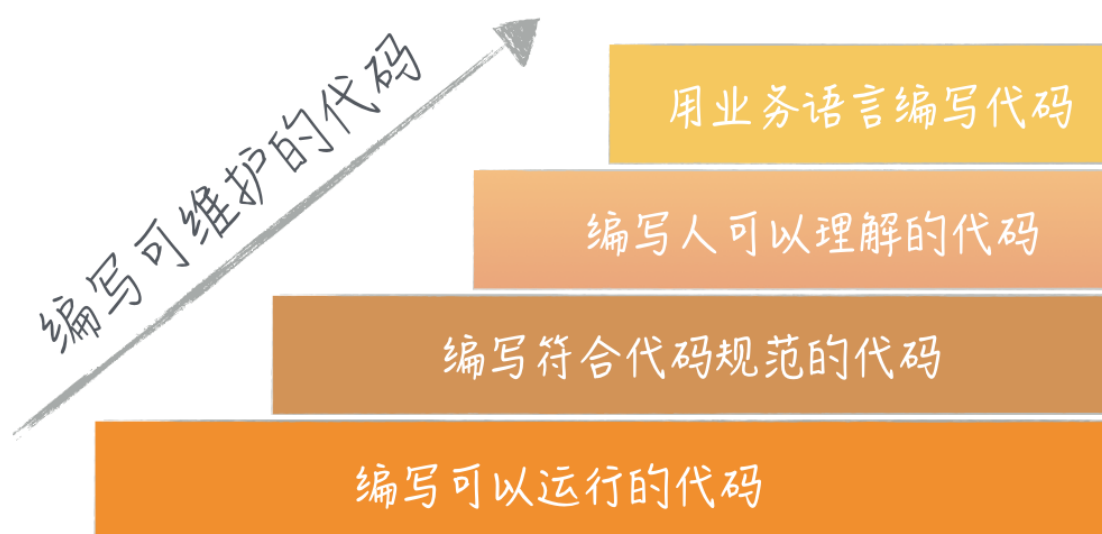 编写可维护的代码
用业务语言编写代码
编写人可以理解的代码
编写符合代码规范的代码
编写可以运行的代码